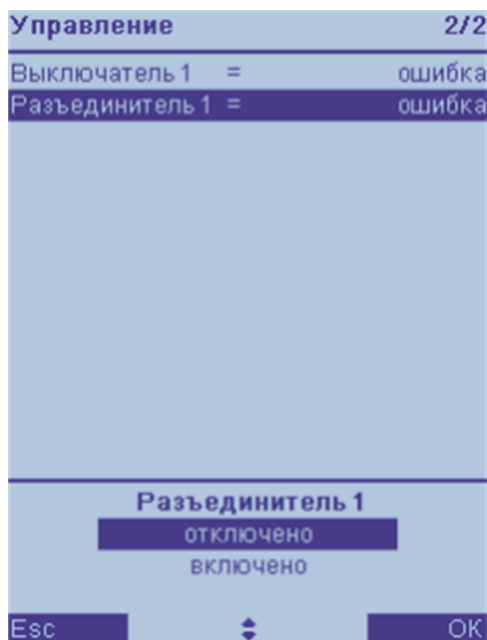 Управление 2/2
Выключатель 1 = ошибка
Разъединитель 1 = ошибка
Разъединитель 1
отключено
включено
Esc OK